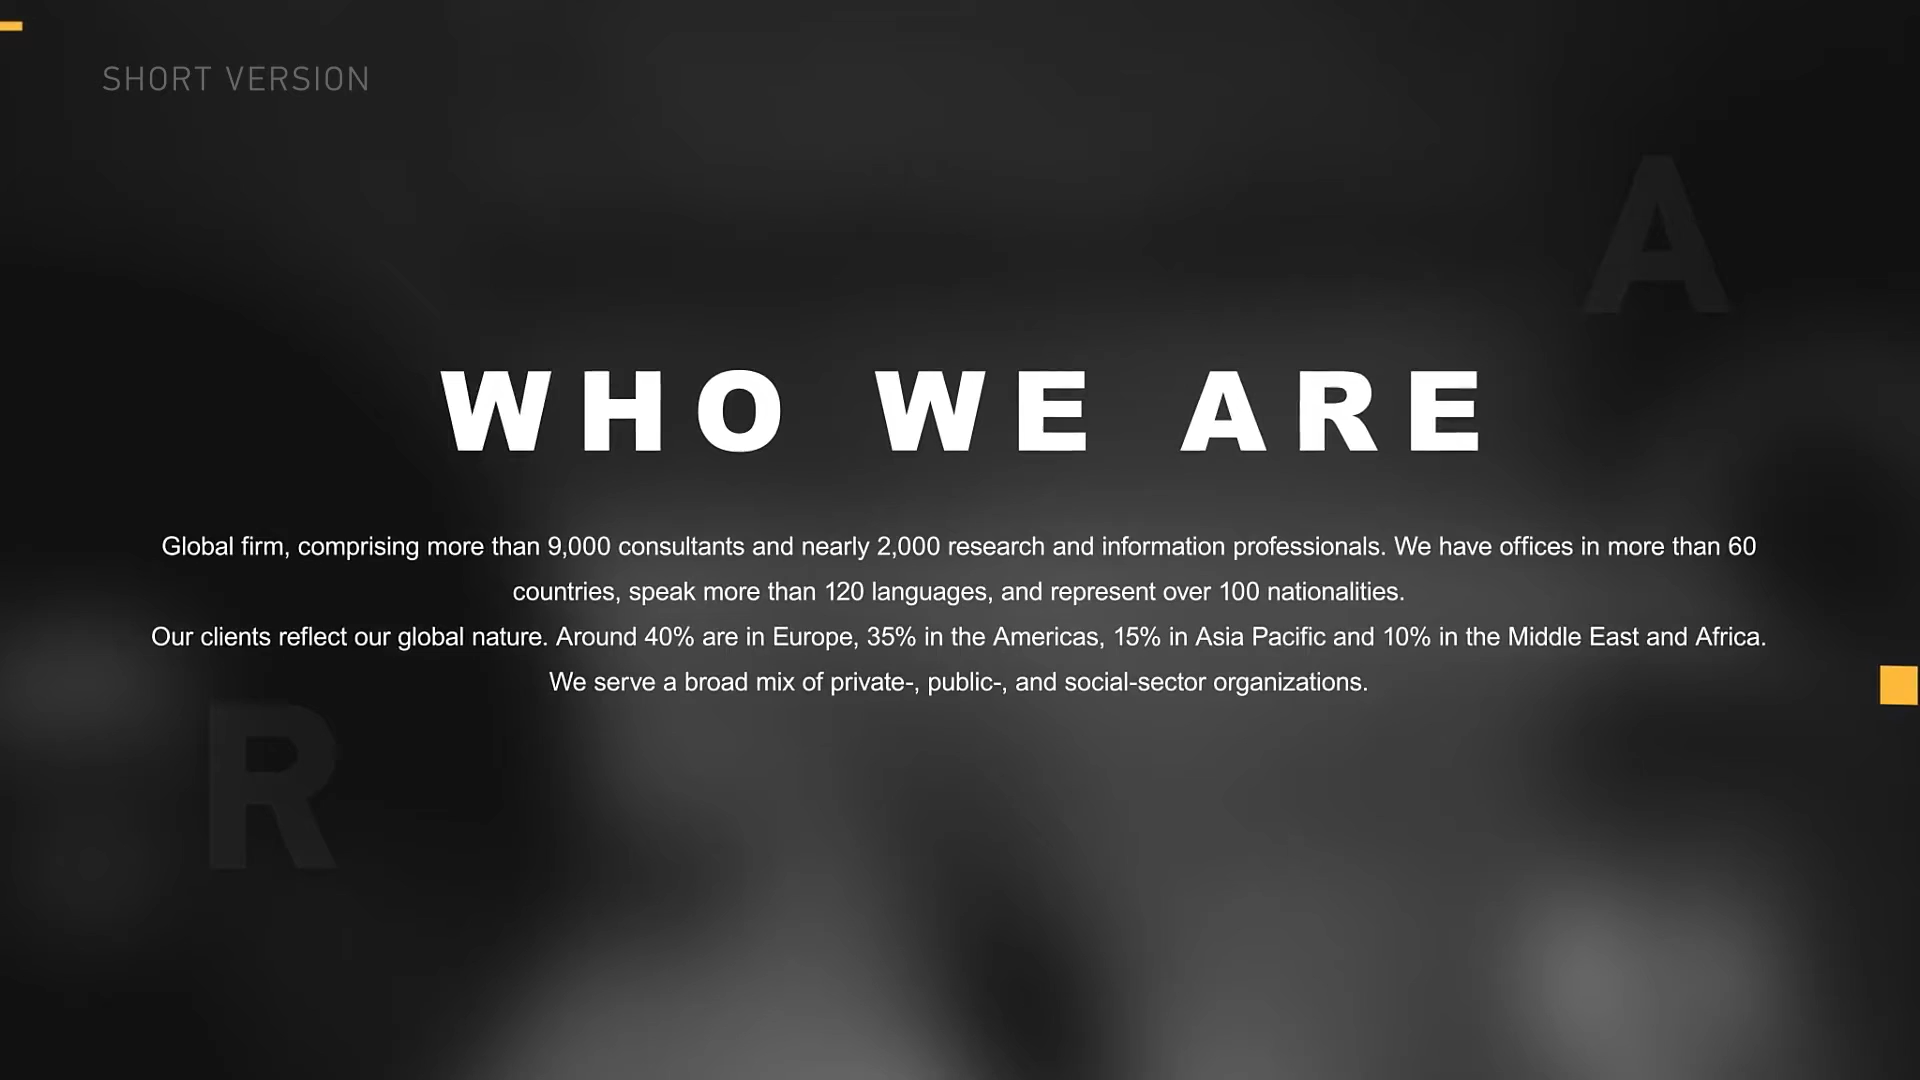 SHORT VERSION
A
WHO WE ARE
Global firm, comprising more than 9,000 consultants and nearly 2,000 research and information professionals. We have offices in more than 60
countries, speak more than 120 languages, and represent over 100 nationalities.
Our clients reflect our global nature. Around 40% are in Europe, 35% in the Americas, 15% in Asia Pacific and 10% in the Middle East and Africa.
We serve a broad mix of private-, public-, and social-sector organizations.
R